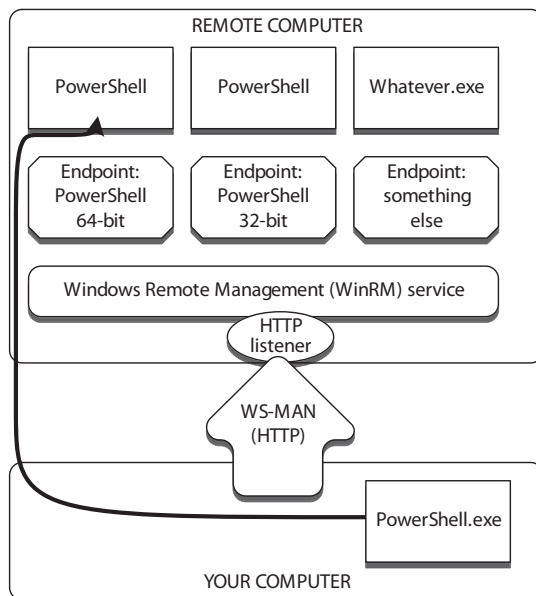 REMOTE COMPUTER
PowerShell
PowerShell
Whatever.exe
Endpoint:
PowerShell
64-bit
Endpoint:
PowerShell
32-bit
Endpoint:
something
else
Windows Remote Management (WinRM) service
HTTP
listener
WS-MAN
(HTTP)
PowerShell.exe
YOUR COMPUTER